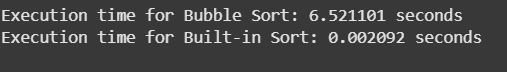 Execution time for Bubble Sort: 6.521101 seconds
Execution time for Built-in Sort: 0.002092 seconds